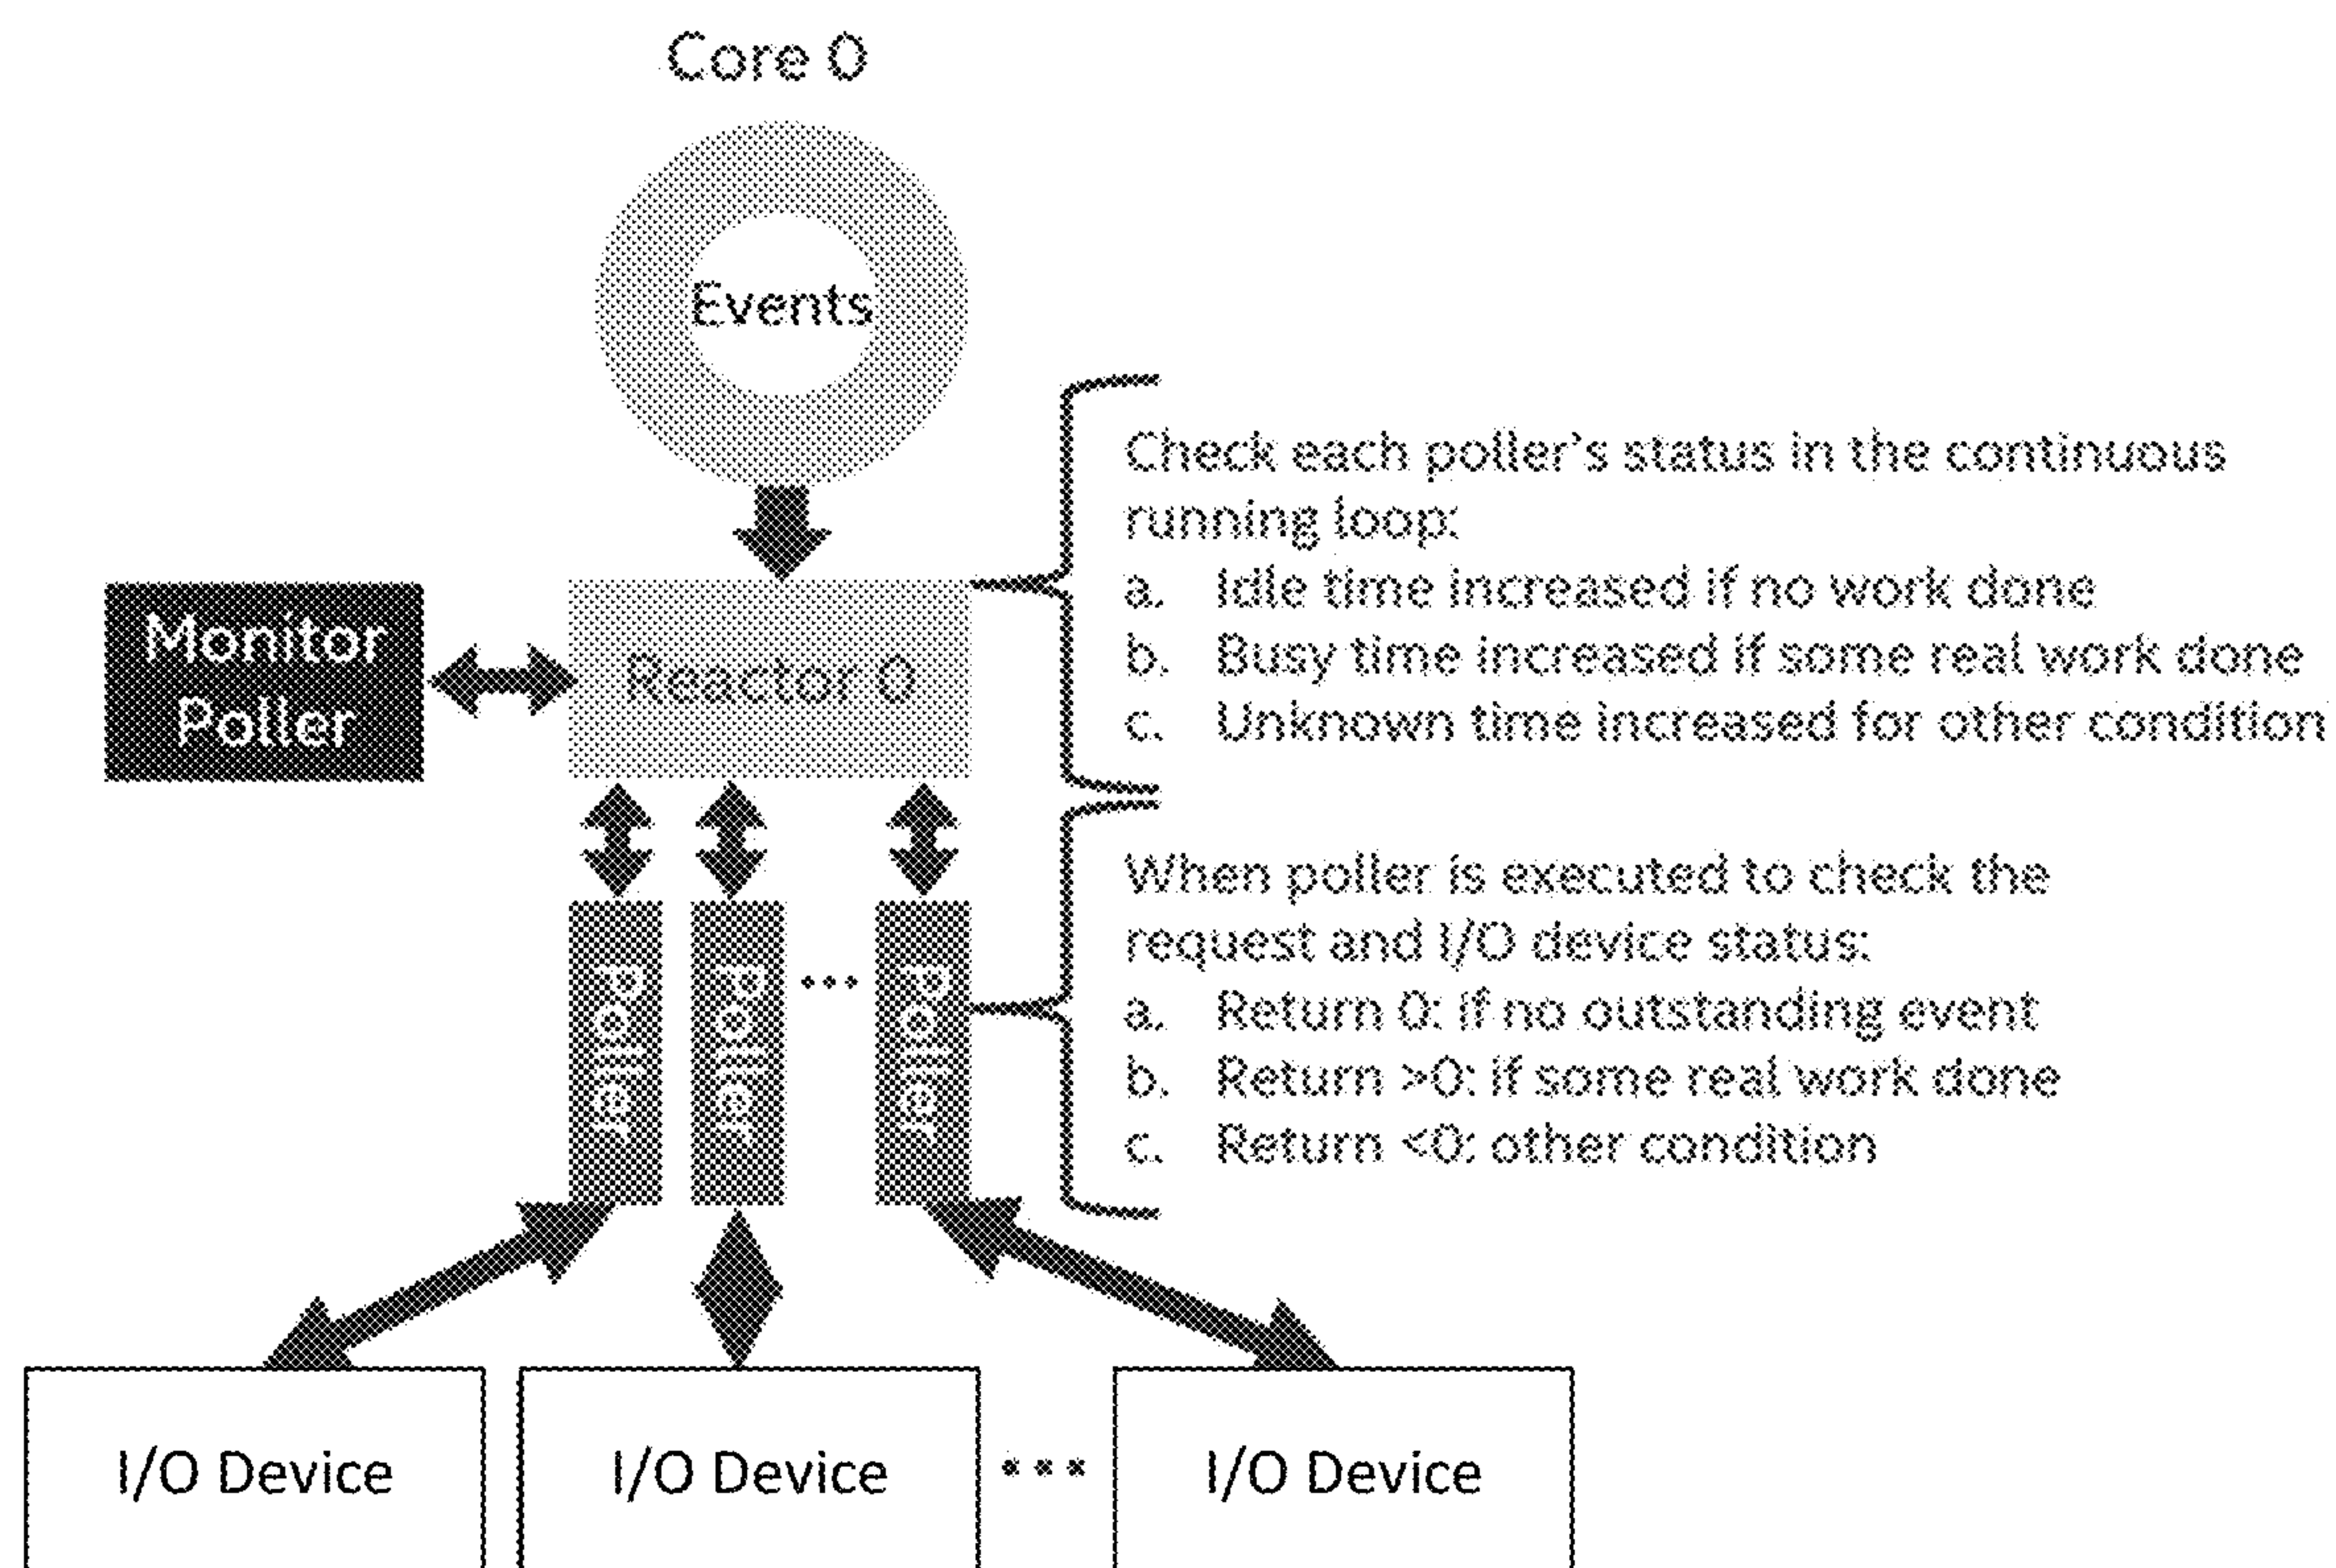 Core 0
Events
Check each poller's status in the continuous
running loop:
a. Idle time increased if no work done
b. Busy time increased if some real work done
c. Unknown time increased for other condition
Monitor
Poller
Reactor 0
When poller is executed to check the
request and I/O device status:
a. Return 0: if no outstanding event
b. Return >0: if some real work done
c. Return <0: other condition
Poller
Poller
...
Poller
I/O Device
I/O Device
...
I/O Device